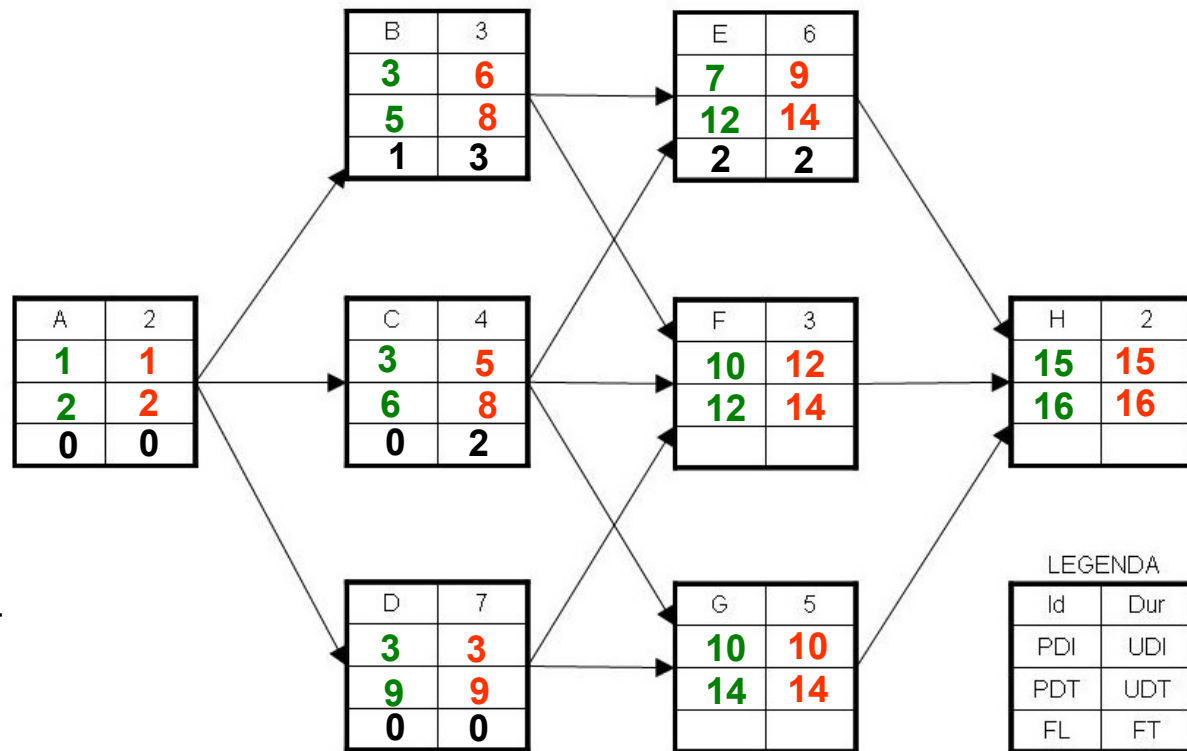 B 3
3 6
5 8
1 3
E 6
7 9
12 14
2 2
A 2
1 1
2 2
0 0
C 4
3 5
6 8
0 2
F 3
10 12
12 14
H 2
15 15
16 16
D 7
3 3
9 9
0 0
G 5
10 10
14 14
LEGENDA
Id Dur
PDI UDI
PDT UDT
FL FT